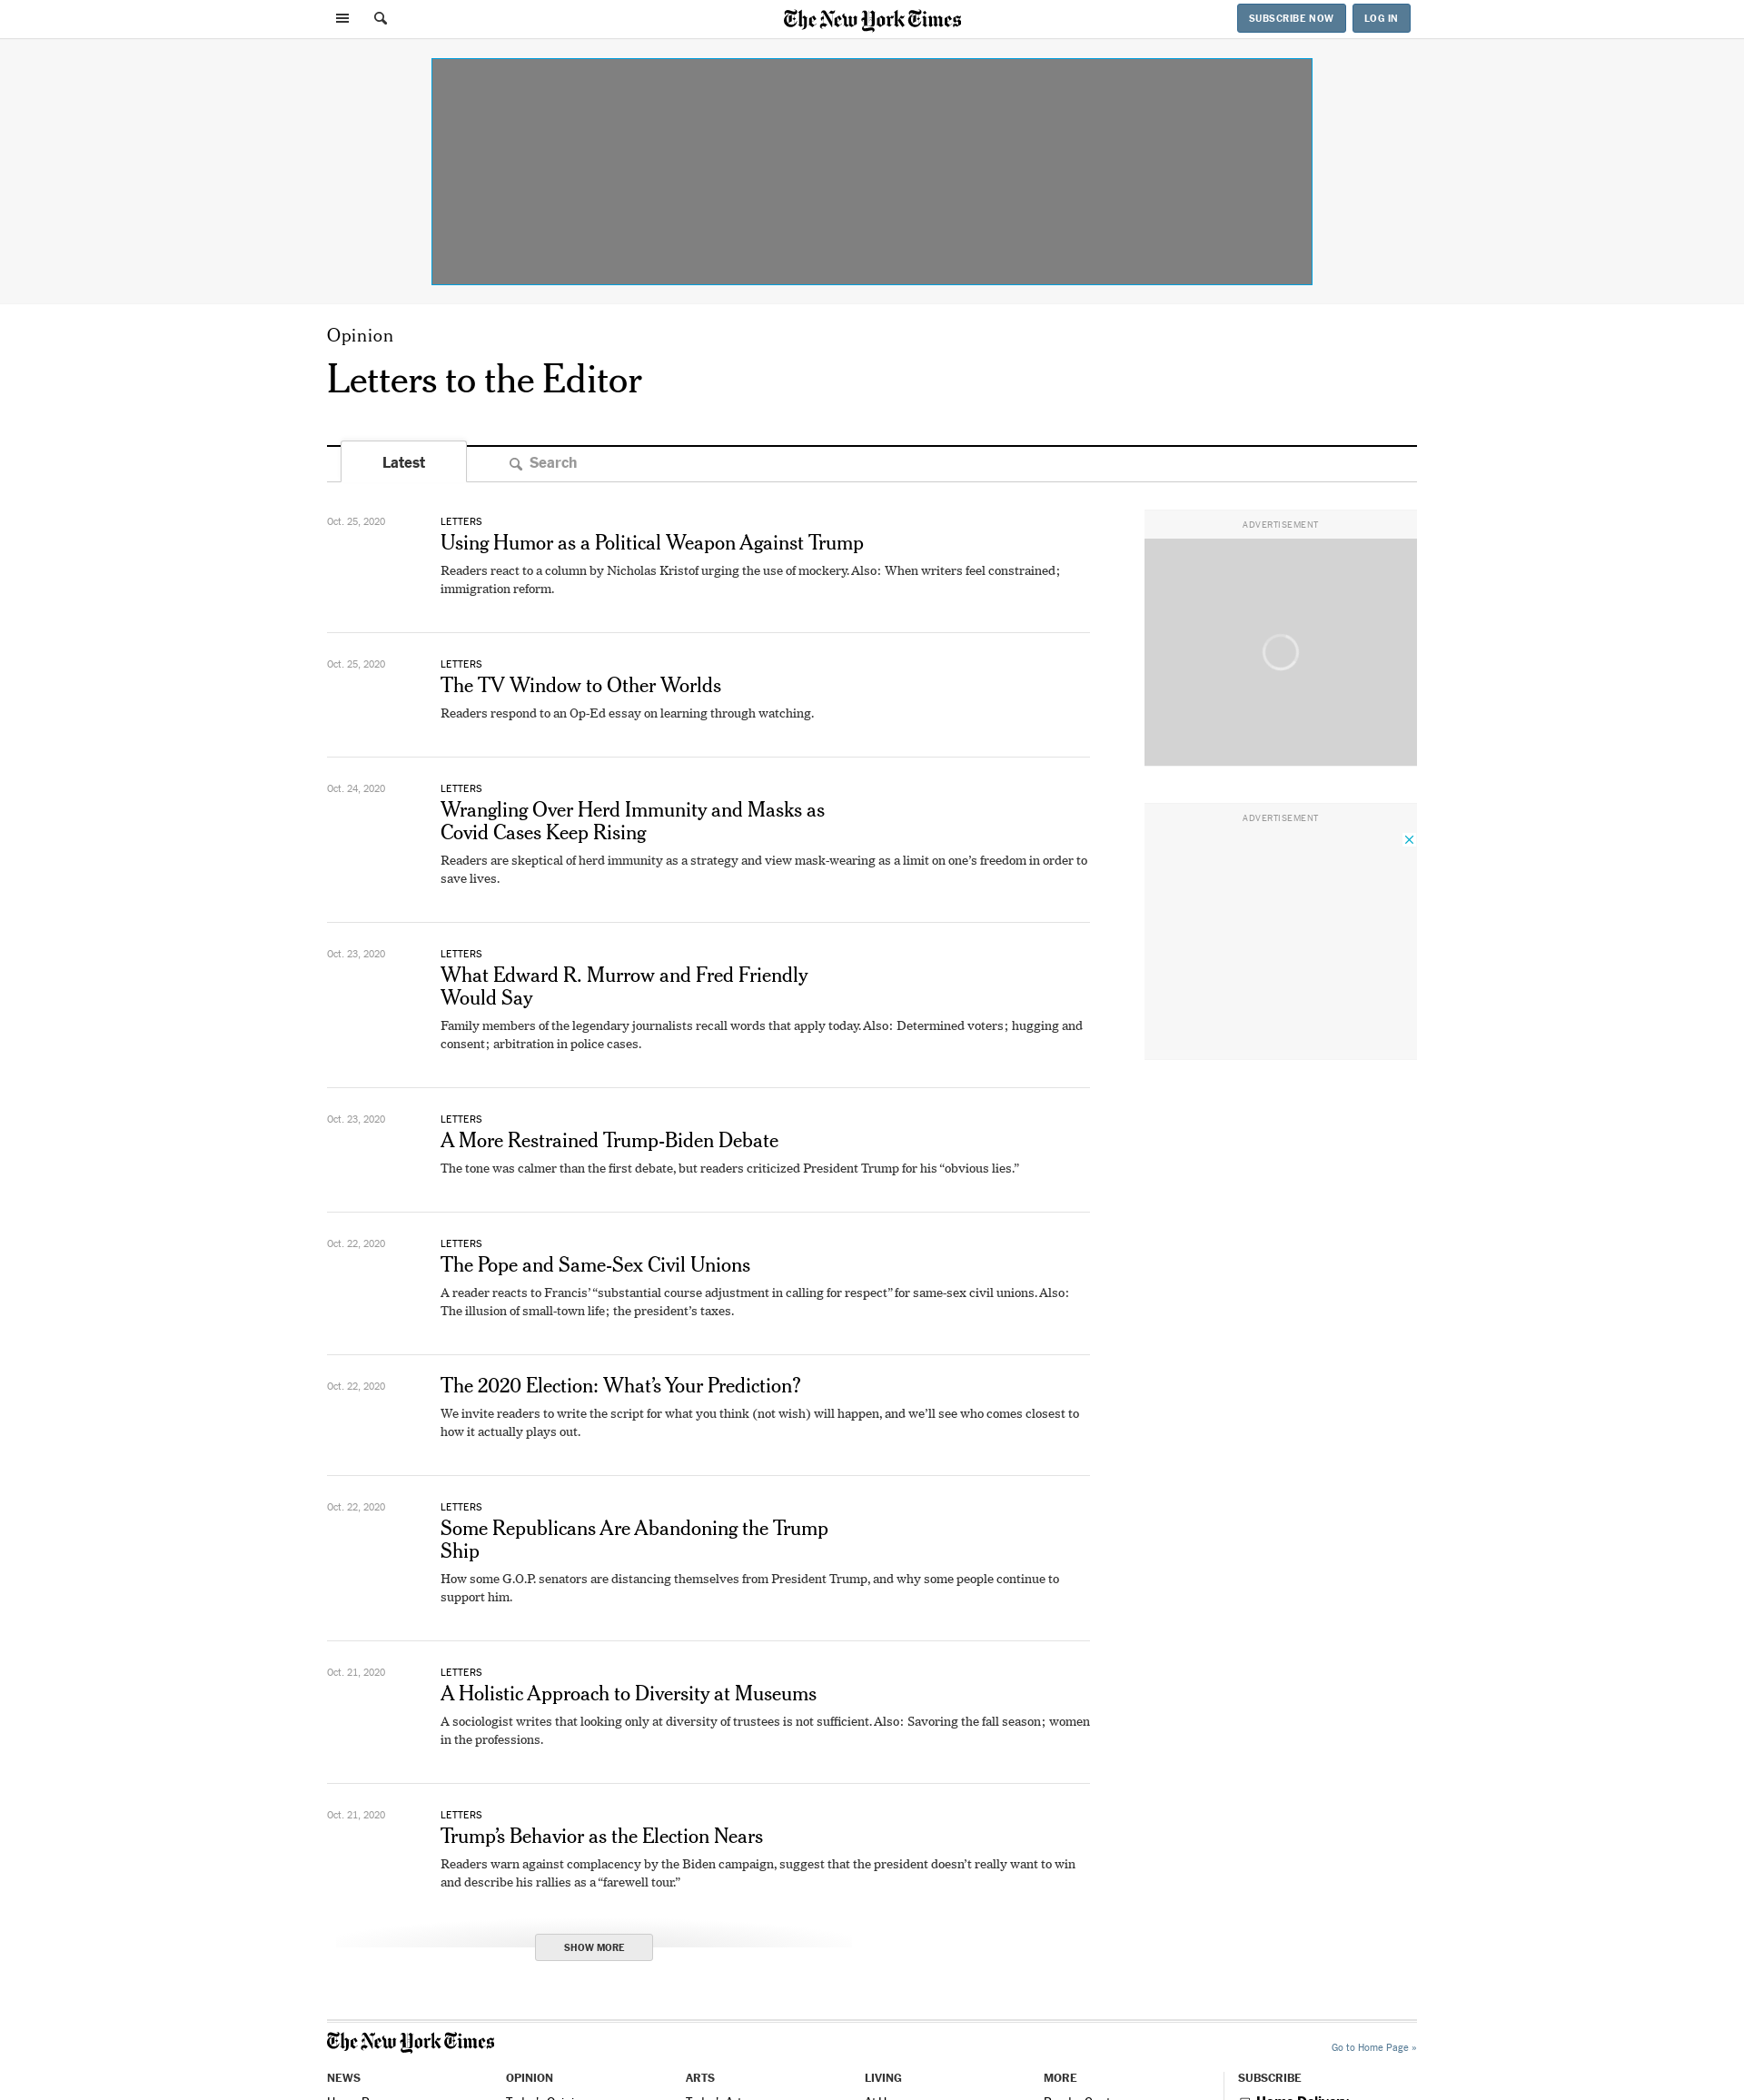 The New York Times
SUBSCRIBE NOW
LOG IN
Opinion
Letters to the Editor
Latest
Search
Oct. 25, 2020
LETTERS
Using Humor as a Political Weapon Against Trump
Readers react to a column by Nicholas Kristof urging the use of mockery. Also: When writers feel constrained;
immigration reform.
ADVERTISEMENT
Oct. 25, 2020
LETTERS
The TV Window to Other Worlds
Readers respond to an Op-Ed essay on learning through watching.
Oct. 24, 2020
LETTERS
Wrangling Over Herd Immunity and Masks as
Covid Cases Keep Rising
Readers are skeptical of herd immunity as a strategy and view mask-wearing as a limit on one’s freedom in order to
save lives.
ADVERTISEMENT
Oct. 23, 2020
LETTERS
What Edward R. Murrow and Fred Friendly
Would Say
Family members of the legendary journalists recall words that apply today. Also: Determined voters; hugging and
consent; arbitration in police cases.
Oct. 23, 2020
LETTERS
A More Restrained Trump-Biden Debate
The tone was calmer than the first debate, but readers criticized President Trump for his “obvious lies.”
Oct. 22, 2020
LETTERS
The Pope and Same-Sex Civil Unions
A reader reacts to Francis’ “substantial course adjustment in calling for respect” for same-sex civil unions. Also:
The illusion of small-town life; the president’s taxes.
Oct. 22, 2020
The 2020 Election: What’s Your Prediction?
We invite readers to write the script for what you think (not wish) will happen, and we’ll see who comes closest to
how it actually plays out.
Oct. 22, 2020
LETTERS
Some Republicans Are Abandoning the Trump
Ship
How some G.O.P. senators are distancing themselves from President Trump, and why some people continue to
support him.
Oct. 21, 2020
LETTERS
A Holistic Approach to Diversity at Museums
A sociologist writes that looking only at diversity of trustees is not sufficient. Also: Savoring the fall season; women
in the professions.
Oct. 21, 2020
LETTERS
Trump’s Behavior as the Election Nears
Readers warn against complacency by the Biden campaign, suggest that the president doesn’t really want to win
and describe his rallies as a “farewell tour.”
SHOW MORE
The New York Times
Go to Home Page »
NEWS
OPINION
ARTS
LIVING
MORE
SUBSCRIBE
Home Delivery